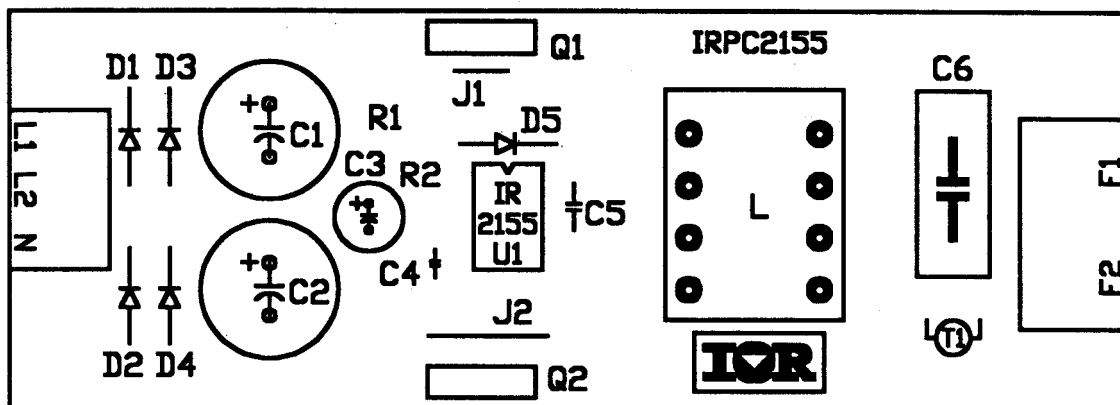 Q1
IRPC2155
D1 D3
C6
J1
R1
D5
C1
L1 L2 N
C3
R2
IR
2155
U1
C5
L
F1
F2
C4
C2
J2
T1
D2 D4
Q2
IOR